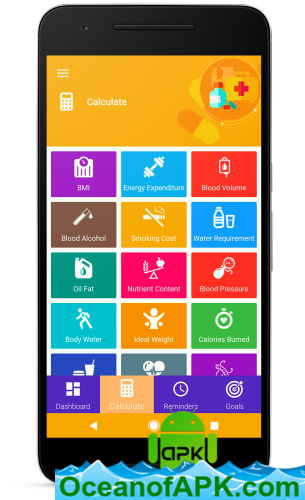 Calculate
BMI
Energy Expenditure
Blood Volume
Blood Alcohol
Smoking Cost
Water Requirement
Oil Fat
Nutrient Content
Blood Pressure
Body Water
Ideal Weight
Calories Burned
Dashboard
Calculate
Reminders
Goals
apk
OceanofAPK.com